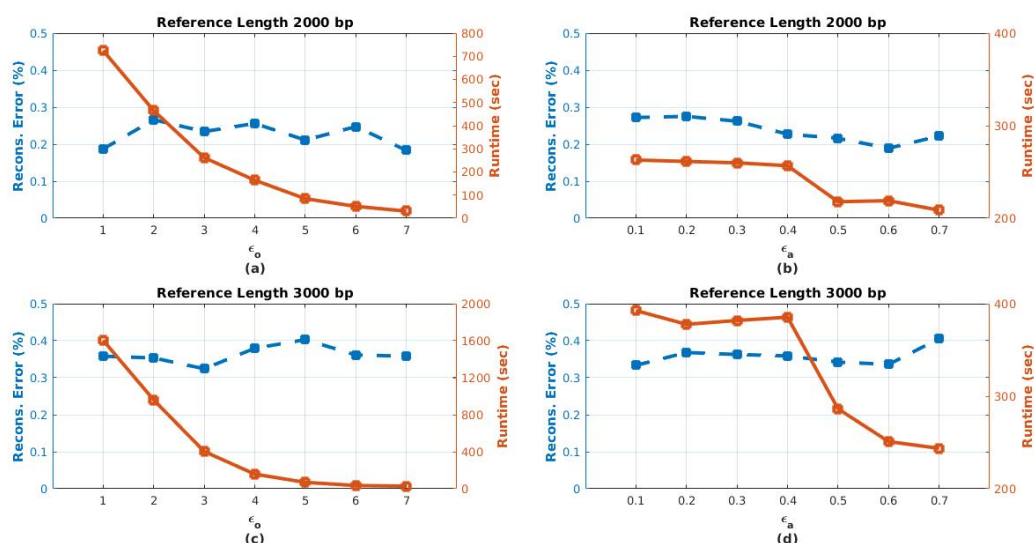 Reference Length 2000 bp
0.5
0.4
0.3
0.2
0.1
0
Recons. Error (%)
800
700
600
500
400
300
200
100
0
Runtime (sec)
1 2 3 4 5 6 7
ϵo
(a)
Reference Length 2000 bp
0.5
0.4
0.3
0.2
0.1
0
Recons. Error (%)
400
300
200
Runtime (sec)
0.1 0.2 0.3 0.4 0.5 0.6 0.7
ϵa
(b)
Reference Length 3000 bp
0.5
0.4
0.3
0.2
0.1
0
Recons. Error (%)
2000
1600
1200
800
400
0
Runtime (sec)
1 2 3 4 5 6 7
ϵo
(c)
Reference Length 3000 bp
0.5
0.4
0.3
0.2
0.1
0
Recons. Error (%)
400
300
200
Runtime (sec)
0.1 0.2 0.3 0.4 0.5 0.6 0.7
ϵa
(d)